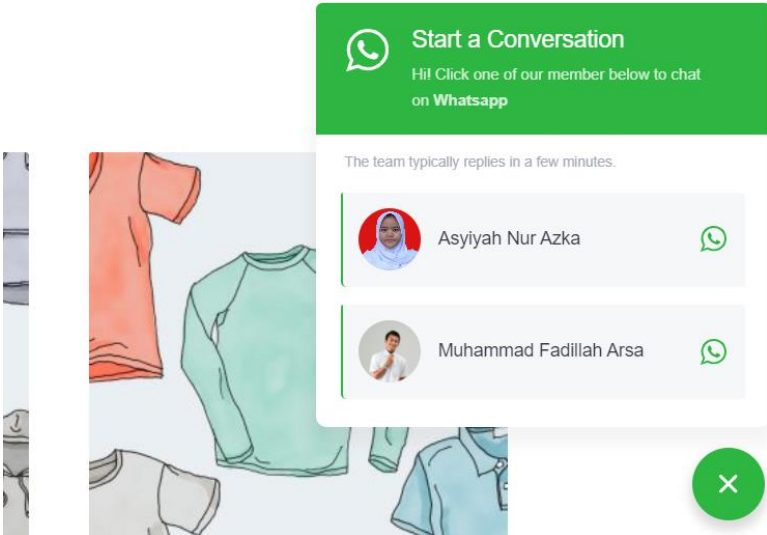 Start a Conversation
Hi! Click one of our member below to chat
on Whatsapp
The team typically replies in a few minutes.
Asyiyah Nur Azka
Muhammad Fadillah Arsa